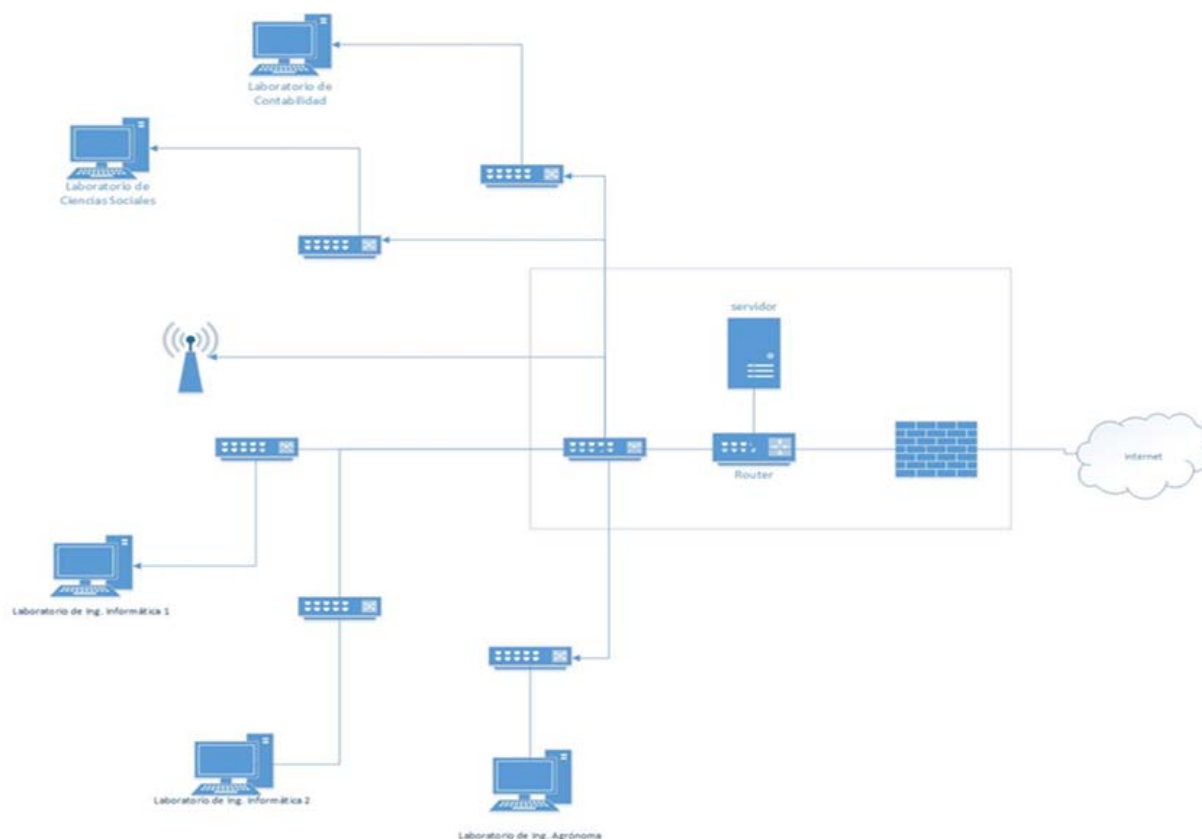 Laboratorio de
Contabilidad
Laboratorio de
Ciencias Sociales
servidor
Router
Internet
Laboratorio de Ing. Informática 1
Laboratorio de Ing. Informática 2
Laboratorio de Ing. Agrónoma